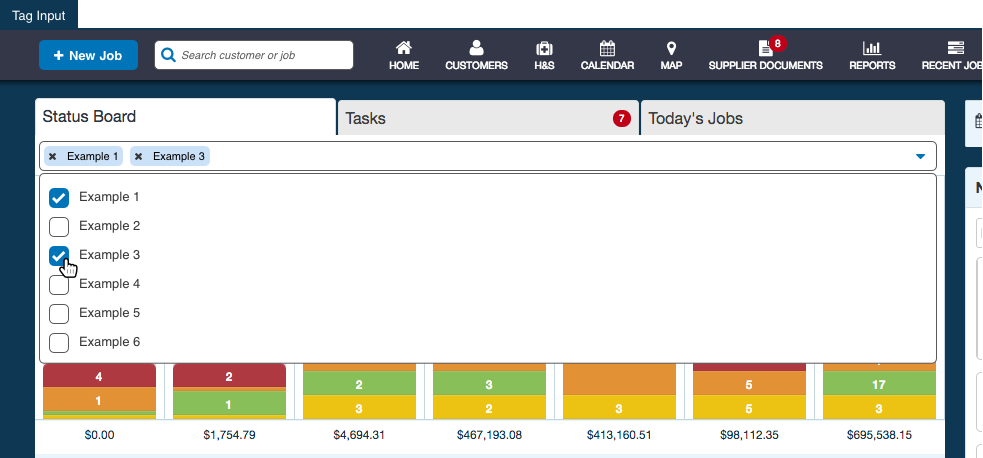 Tag Input
+ New Job
Search customer or job
HOME
CUSTOMERS
H&S
CALENDAR
MAP
8
SUPPLIER DOCUMENTS
REPORTS
RECENT JOB
Status Board
Tasks
7
Today's Jobs
× Example 1 × Example 3
Example 1
Example 2
Example 3
Example 4
Example 5
Example 6
4 2
2 3 5 17
1 1
3 2 3 5 3
$0.00 $1,754.79 $4,694.31 $467,193.08 $413,160.51 $98,112.35 $695,538.15